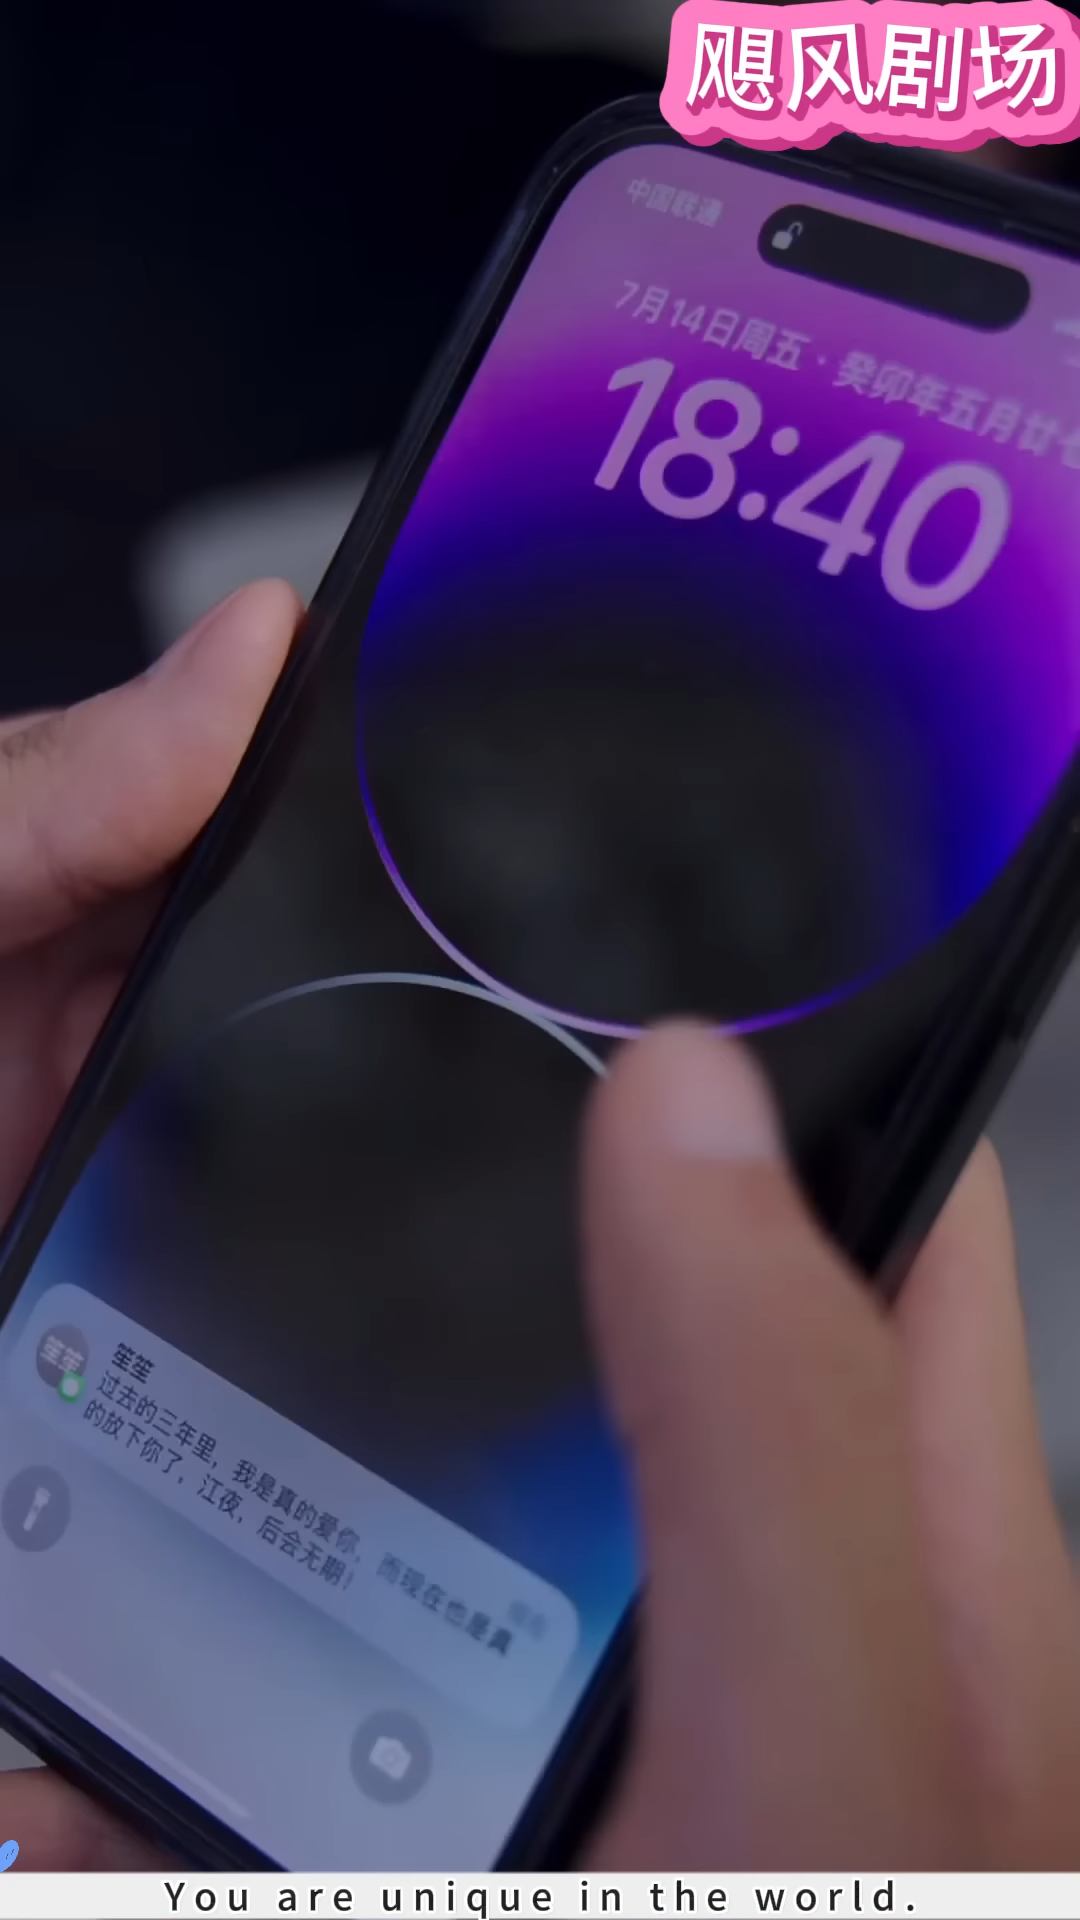 飓风剧场
中国联通
7月14日周五·癸卯年五月廿七
18:40
笙笙
笙笙
过去的三年里，我是真的爱你，而现在也是真
的放下你了，江夜，后会无期！
You are unique in the world.